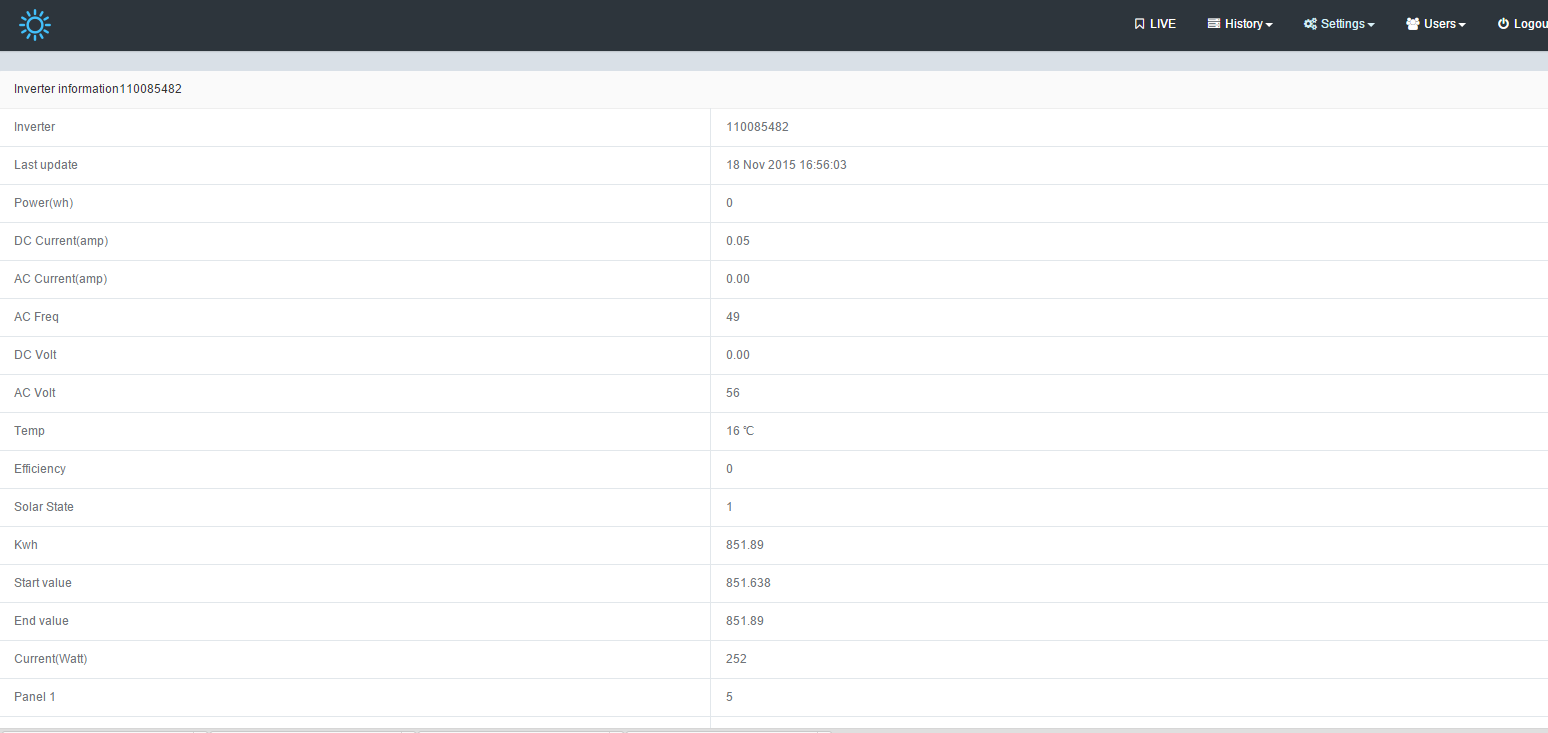 LIVE History Settings Users Logou
Inverter information110085482
Inverter 110085482
Last update 18 Nov 2015 16:56:03
Power(wh) 0
DC Current(amp) 0.05
AC Current(amp) 0.00
AC Freq 49
DC Volt 0.00
AC Volt 56
Temp 16 ℃
Efficiency 0
Solar State 1
Kwh 851.89
Start value 851.638
End value 851.89
Current(Watt) 252
Panel 1 5